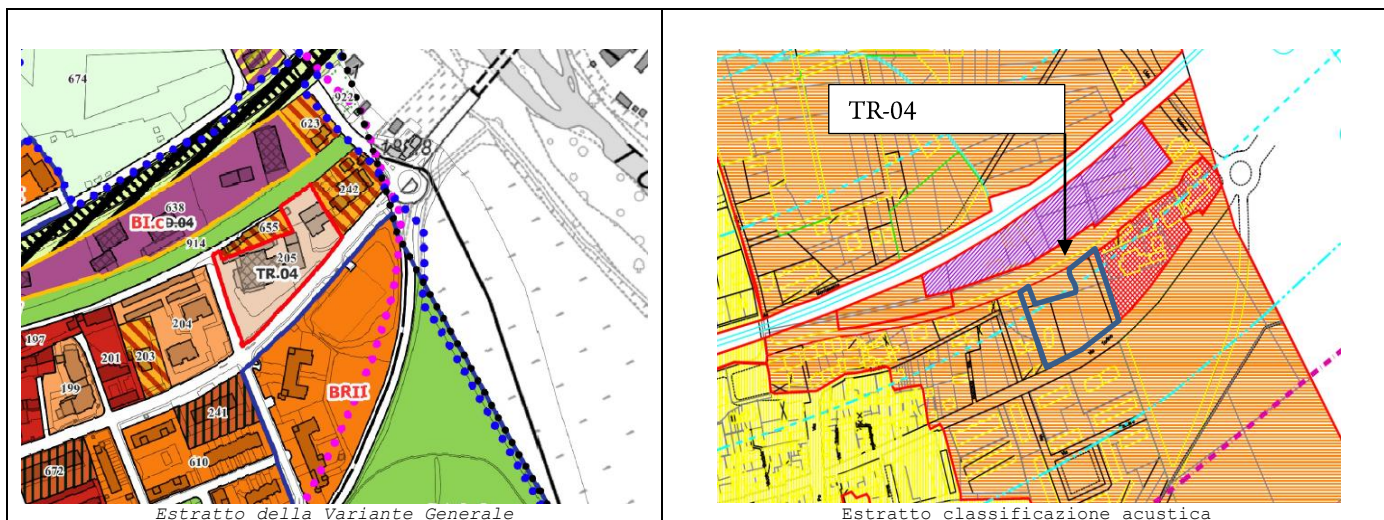 674
922
623
242
638
BI.c
914
655
205
TR.04
204
197
201
203
199
BRII
241
610
672
Estratto della Variante Generale
TR-04
Estratto classificazione acustica